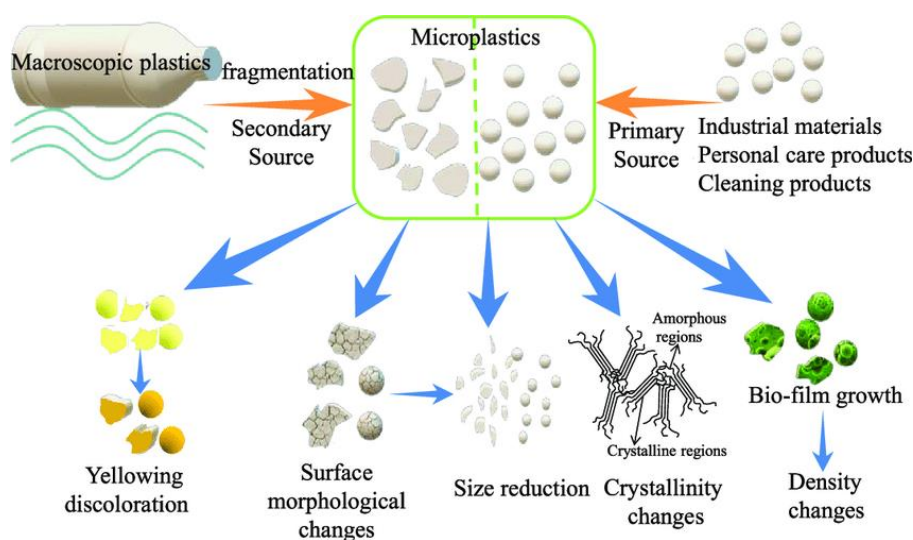 Macroscopic plastics
fragmentation
Secondary
Source
Microplastics
Primary
Source
Industrial materials
Personal care products
Cleaning products
Yellowing
discoloration
Surface
morphological
changes
Size reduction
Amorphous
regions
Crystalline regions
Crystallinity
changes
Bio-film growth
Density
changes